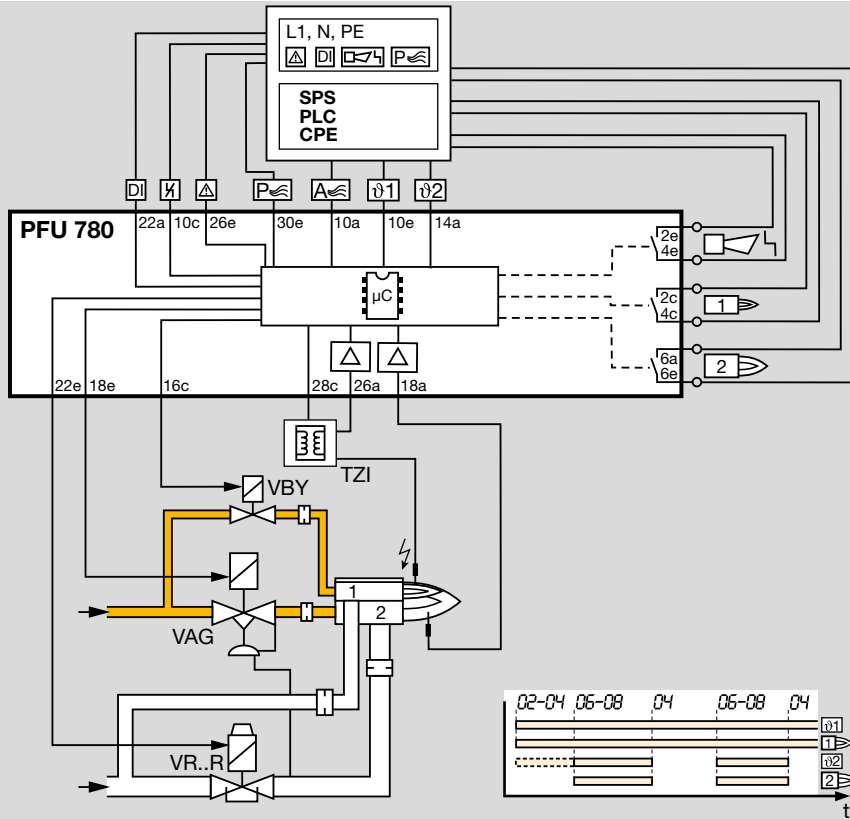 L1, N, PE
DI P
SPS
PLC
CPE
DI P A ϑ1 ϑ2
PFU 780
22a 10c 26e 30e 10a 10e 14a
2e
4e
µC
2c
4c
1
6a
6e
2
22e 18e 16c 28c 26a 18a
TZI
VBY
1
2
VAG
VR..R
02-04 06-08 04 06-08 04
ϑ1
1
ϑ2
2
t